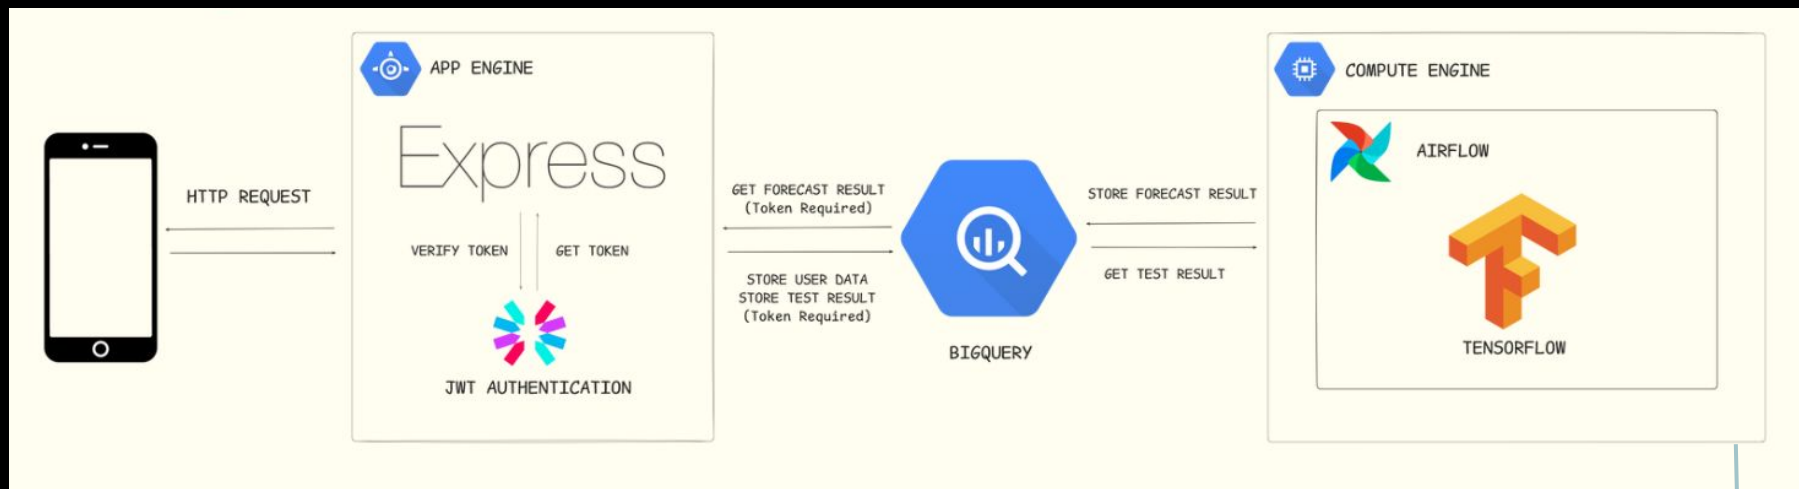 APP ENGINE
COMPUTE ENGINE
Express
AIRFLOW
HTTP REQUEST
GET FORECAST RESULT
(Token Required)
STORE FORECAST RESULT
VERIFY TOKEN
GET TOKEN
STORE USER DATA
STORE TEST RESULT
(Token Required)
GET TEST RESULT
BIGQUERY
TENSORFLOW
JWT AUTHENTICATION